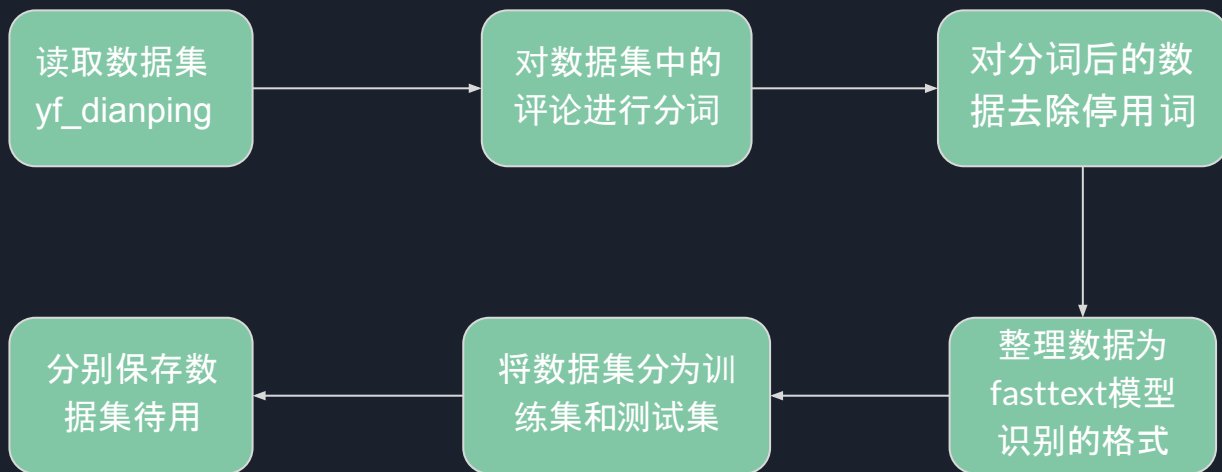 读取数据集
yf_dianping
对数据集中的
评论进行分词
对分词后的数
据去除停用词
整理数据为
fasttext模型
识别的格式
将数据集分为训
练集和测试集
分别保存数
据集待用